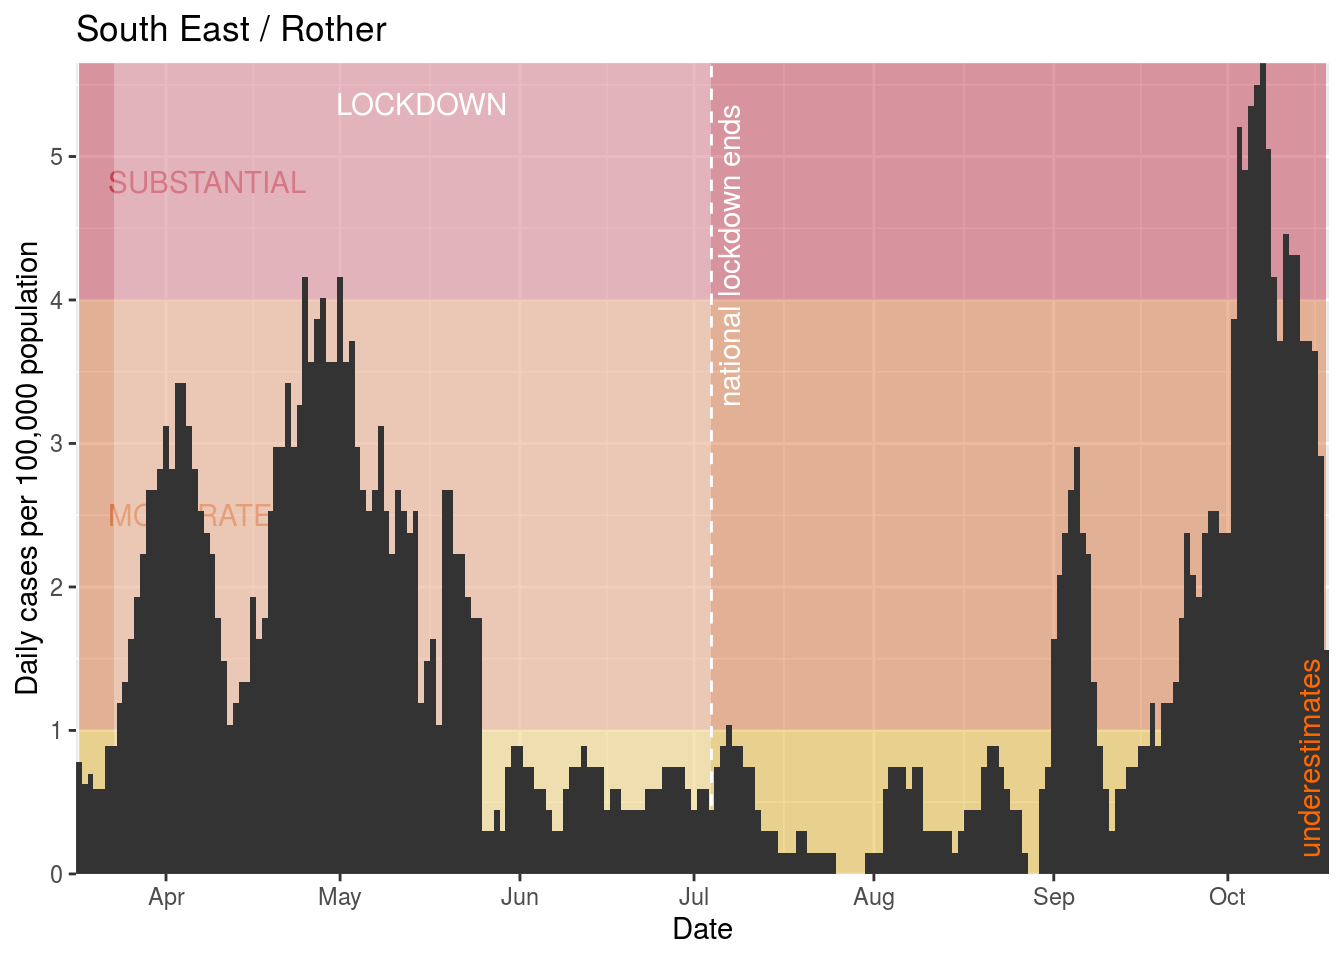 South East / Rother
LOCKDOWN
SUBSTANTIAL
national lockdown ends
underestimates
Daily cases per 100,000 population
5
4
3
2
1
0
Apr
May
Jun
Jul
Aug
Sep
Oct
Date